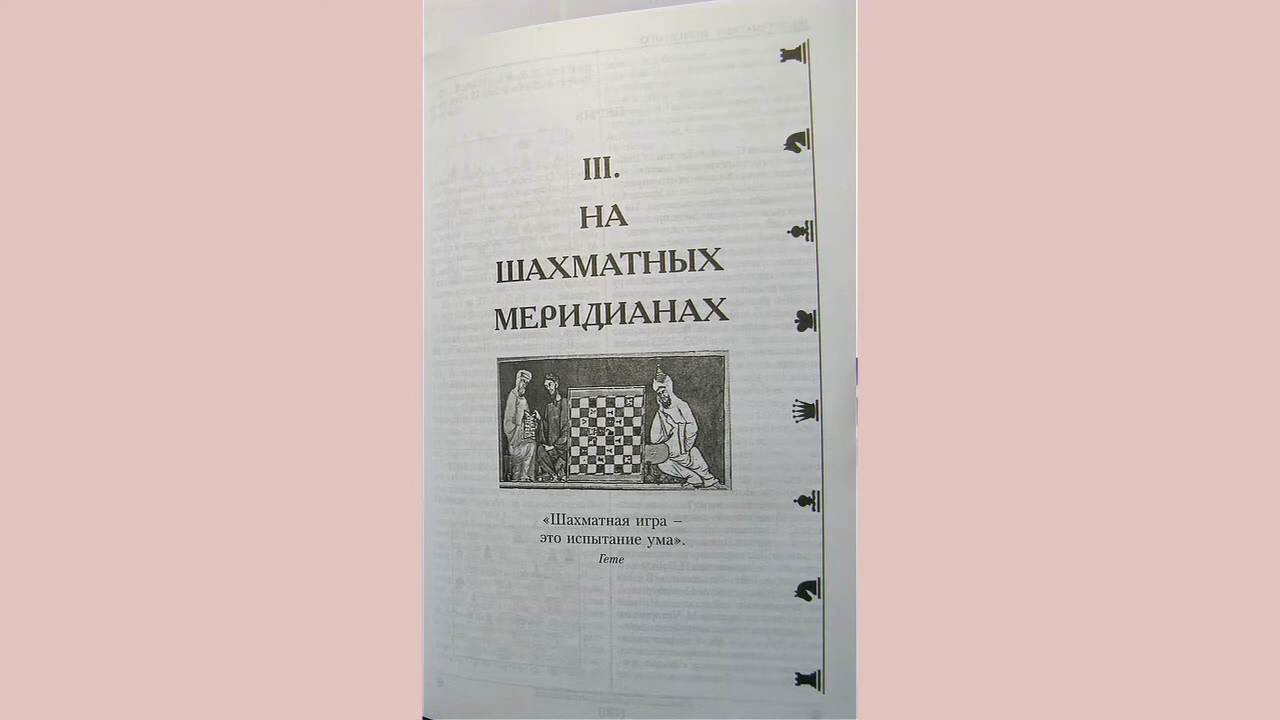 III.
НА
ШАХМАТНЫХ
МЕРИДИАНАХ
«Шахматная игра –
это испытание ума».
Гете